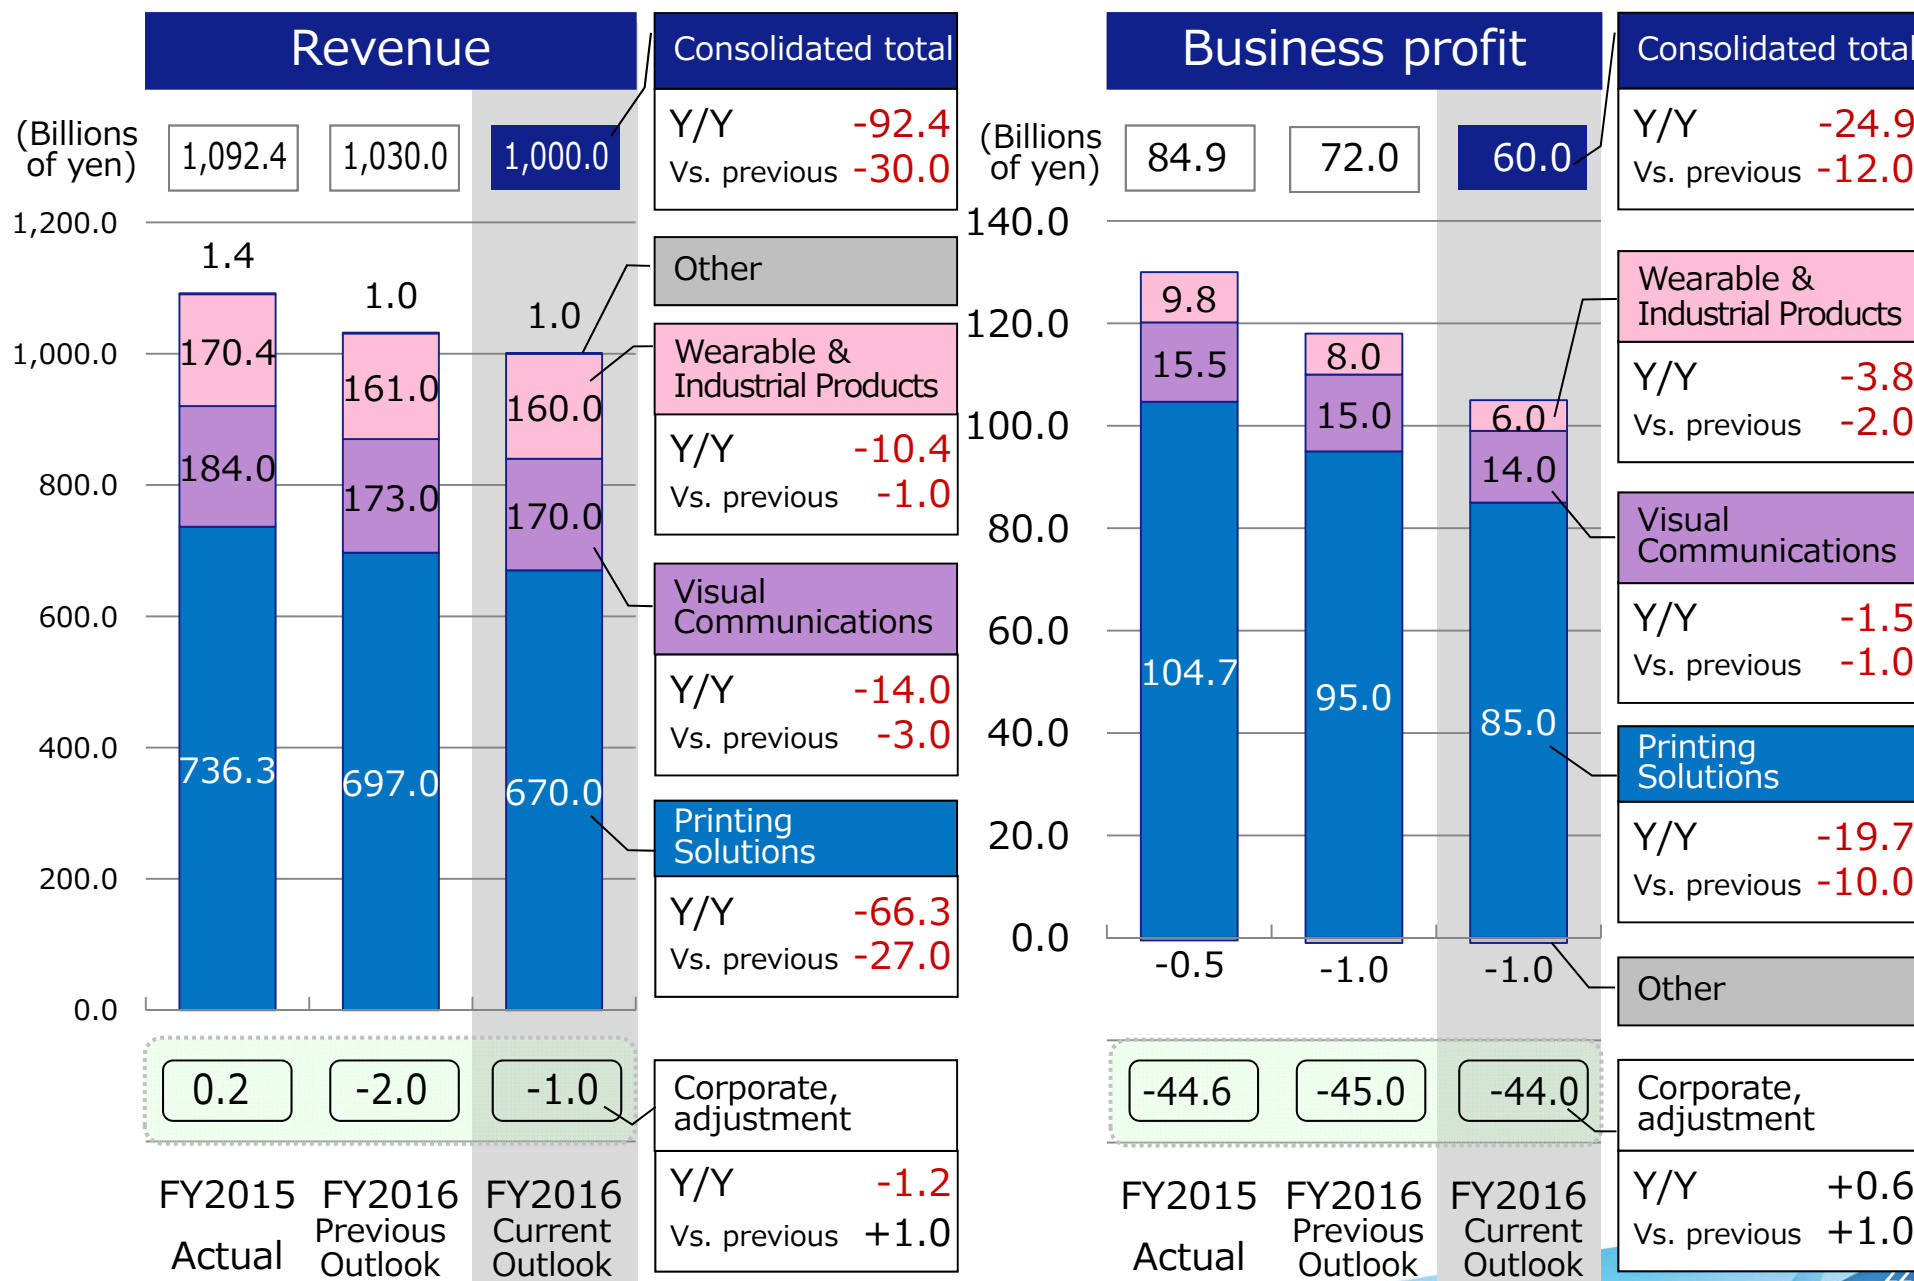 Revenue
(Billions
of yen)
1,092.4
1,030.0
1,000.0
Consolidated total
Y/Y -92.4
Vs. previous -30.0
1,200.0
1,000.0
800.0
600.0
400.0
200.0
0.0
1.4
170.4
184.0
736.3
1.0
161.0
173.0
697.0
1.0
160.0
170.0
670.0
Other
Wearable &
Industrial Products
Y/Y -10.4
Vs. previous -1.0
Visual
Communications
Y/Y -14.0
Vs. previous -3.0
Printing
Solutions
Y/Y -66.3
Vs. previous -27.0
0.2
-2.0
-1.0
Corporate,
adjustment
Y/Y -1.2
Vs. previous +1.0
FY2015
Actual
FY2016
Previous
Outlook
FY2016
Current
Outlook
Business profit
(Billions
of yen)
84.9
72.0
60.0
Consolidated total
Y/Y -24.9
Vs. previous -12.0
140.0
120.0
100.0
80.0
60.0
40.0
20.0
0.0
9.8
15.5
104.7
-0.5
8.0
15.0
95.0
-1.0
6.0
14.0
85.0
-1.0
Wearable &
Industrial Products
Y/Y -3.8
Vs. previous -2.0
Visual
Communications
Y/Y -1.5
Vs. previous -1.0
Printing
Solutions
Y/Y -19.7
Vs. previous -10.0
Other
-44.6
-45.0
-44.0
Corporate,
adjustment
Y/Y +0.6
Vs. previous +1.0
FY2015
Actual
FY2016
Previous
Outlook
FY2016
Current
Outlook